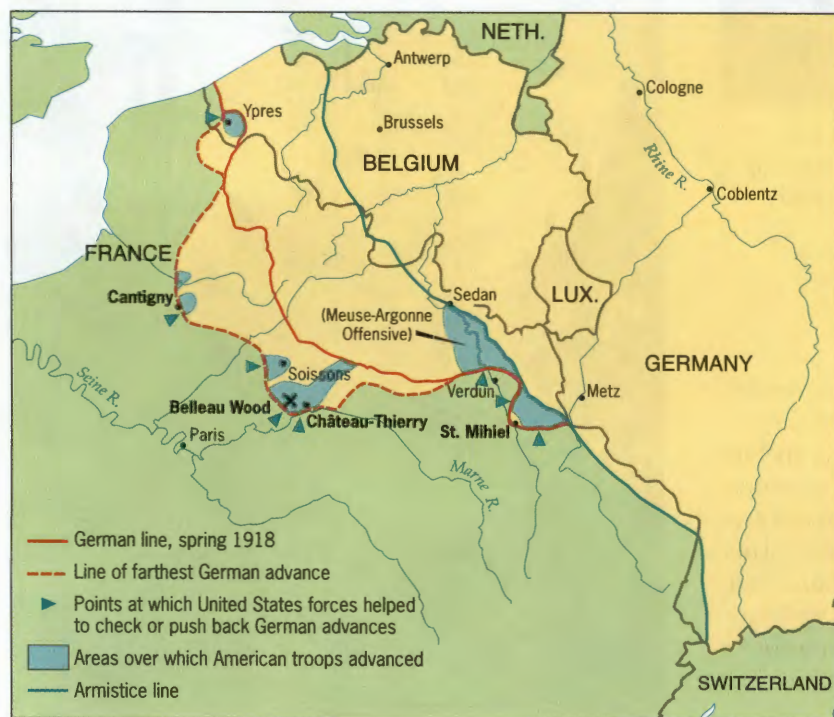 NETH.
Antwerp
Cologne
Ypres
Brussels
BELGIUM
Rhine R.
Coblentz
FRANCE
Cantigny
Sedan
LUX.
(Meuse-Argonne
Offensive)
GERMANY
Seine R.
Soissons
Verdun
Metz
Belleau Wood
Château-Thierry
St. Mihiel
Paris
Marne R.
German line, spring 1918
Line of farthest German advance
Points at which United States forces helped
to check or push back German advances
Areas over which American troops advanced
Armistice line
SWITZERLAND